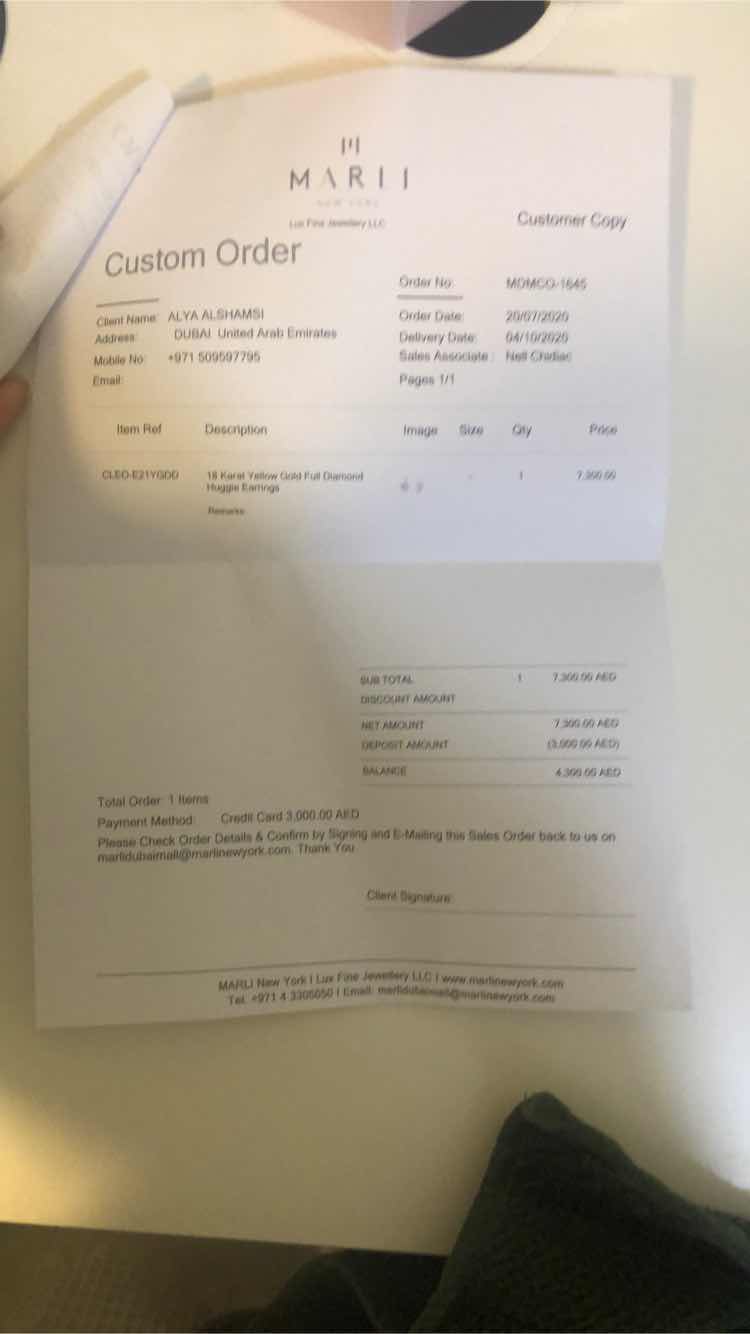 MARLI
NEW YORK
Lux Fine Jewellery LLC
Customer Copy
Custom Order
Order No: MDMCO-1645
Client Name: ALYA ALSHAMSI
Order Date: 20/07/2020
Address: DUBAI United Arab Emirates
Delivery Date: 04/10/2020
Mobile No: +971 509597795
Sales Associate : Nell Chidiac
Email:
Pages 1/1
Item Ref Description Image Size Qty Price
CLEO-E21YGDD 18 Karat Yellow Gold Full Diamond 1 7,300.00
Huggie Earrings
Remarks
SUB TOTAL 1 7,300.00 AED
DISCOUNT AMOUNT
NET AMOUNT 7,300.00 AED
DEPOSIT AMOUNT (3,000.00 AED)
BALANCE 4,300.00 AED
Total Order: 1 Items
Payment Method: Credit Card 3,000.00 AED
Please Check Order Details & Confirm by Signing and E-Mailing this Sales Order back to us on
marlidubaimall@marlinewyork.com. Thank You
Client Signature:
MARLI New York | Lux Fine Jewellery LLC | www.marlinewyork.com
Tel: +971 4 3305050 | Email: marlidubaimall@marlinewyork.com